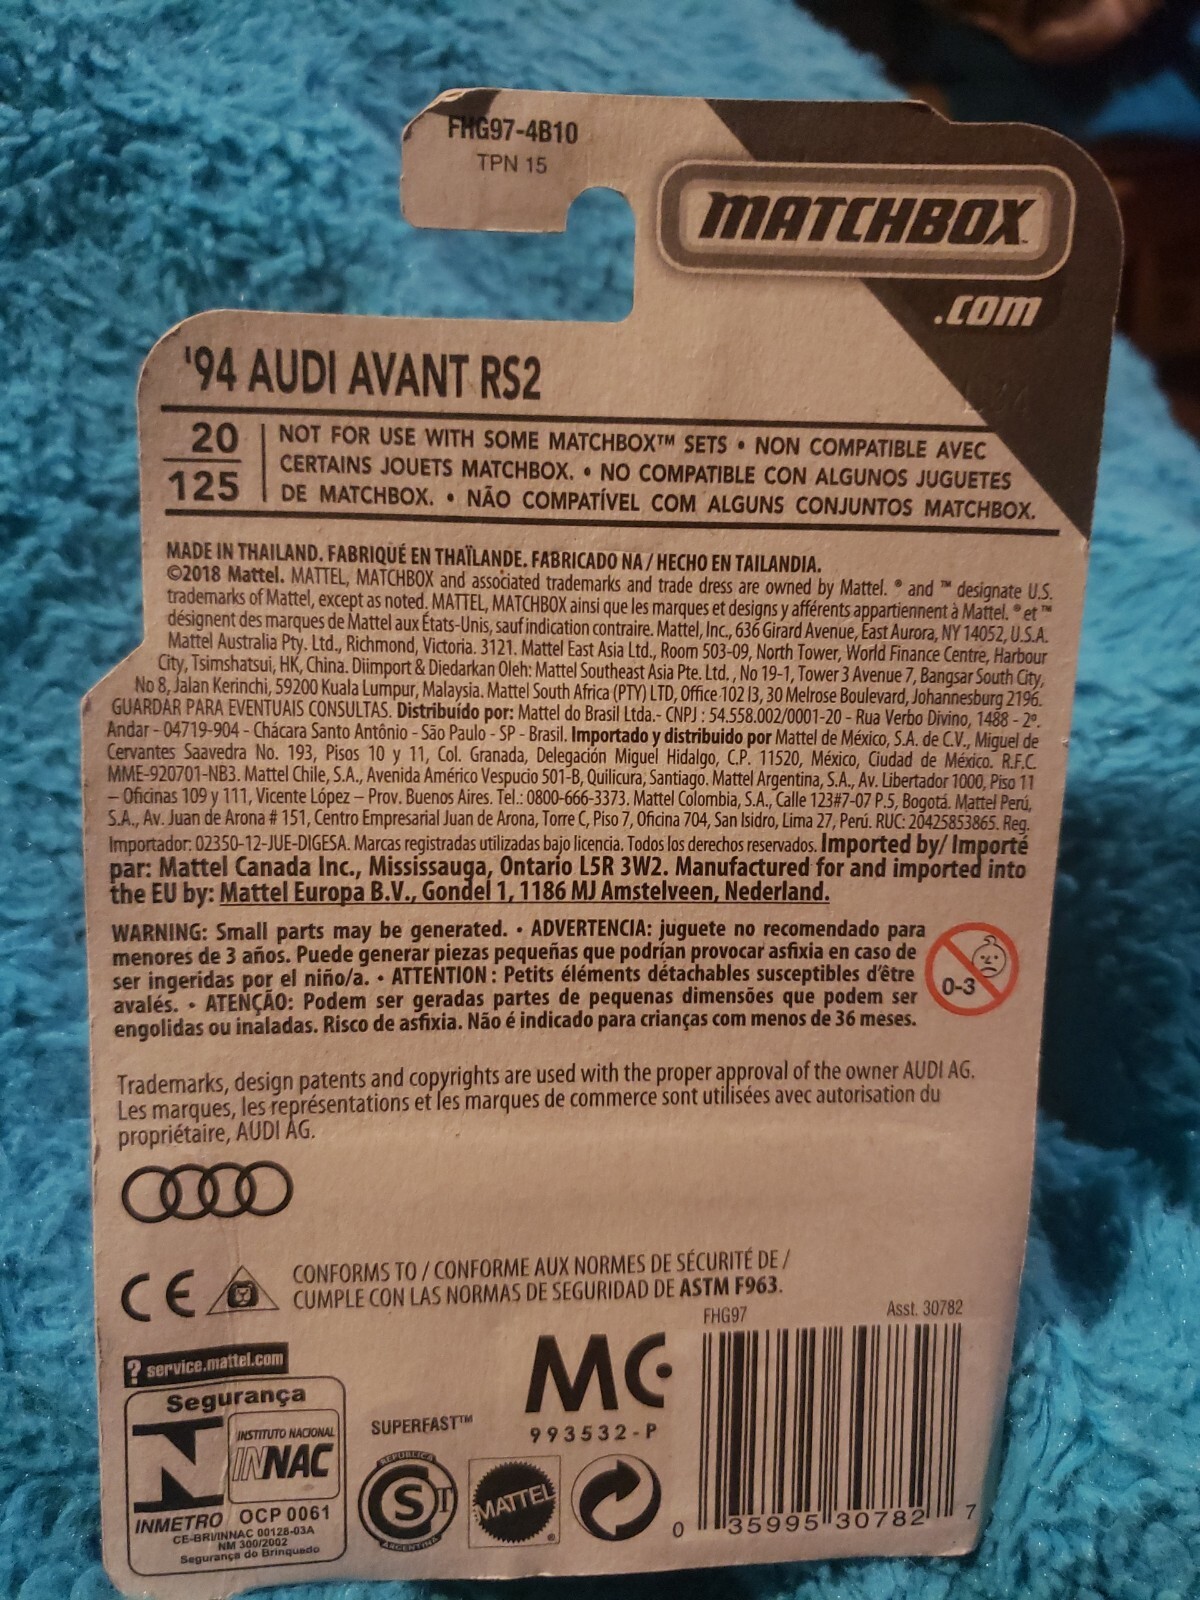 FHG97-4B10
TPN 15
MATCHBOX
.com
'94 AUDI AVANT RS2
20
125
NOT FOR USE WITH SOME MATCHBOX™ SETS • NON COMPATIBLE AVEC
CERTAINS JOUETS MATCHBOX. • NO COMPATIBLE CON ALGUNOS JUGUETES
DE MATCHBOX. • NÃO COMPATÍVEL COM ALGUNS CONJUNTOS MATCHBOX.
MADE IN THAILAND. FABRIQUÉ EN THAÏLANDE. FABRICADO NA / HECHO EN TAILANDIA.
©2018 Mattel. MATTEL, MATCHBOX and associated trademarks and trade dress are owned by Mattel. ® and ™ designate U.S.
trademarks of Mattel, except as noted. MATTEL, MATCHBOX ainsi que les marques et designs y afférents appartiennent à Mattel. ® et ™
désignent des marques de Mattel aux États-Unis, sauf indication contraire. Mattel, Inc., 636 Girard Avenue, East Aurora, NY 14052, U.S.A.
Mattel Australia Pty. Ltd., Richmond, Victoria. 3121. Mattel East Asia Ltd., Room 503-09, North Tower, World Finance Centre, Harbour
City, Tsimshatsui, HK, China. Diimport & Diedarkan Oleh: Mattel Southeast Asia Pte. Ltd., No 19-1, Tower 3 Avenue 7, Bangsar South City,
No 8, Jalan Kerinchi, 59200 Kuala Lumpur, Malaysia. Mattel South Africa (PTY) LTD, Office 102 I3, 30 Melrose Boulevard, Johannesburg 2196.
GUARDAR PARA EVENTUAIS CONSULTAS. Distribuído por: Mattel do Brasil Ltda.- CNPJ : 54.558.002/0001-20 - Rua Verbo Divino, 1488 - 2º.
Andar - 04719-904 - Chácara Santo Antônio - São Paulo - SP - Brasil. Importado y distribuido por Mattel de México, S.A. de C.V., Miguel de
Cervantes Saavedra No. 193, Pisos 10 y 11, Col. Granada, Delegación Miguel Hidalgo, C.P. 11520, México, Ciudad de México. R.F.C.
MME-920701-NB3. Mattel Chile, S.A., Avenida Américo Vespucio 501-B, Quilicura, Santiago. Mattel Argentina, S.A., Av. Libertador 1000, Piso 11
– Oficinas 109 y 111, Vicente López – Prov. Buenos Aires. Tel.: 0800-666-3373. Mattel Colombia, S.A., Calle 123#7-07 P.5, Bogotá. Mattel Perú,
S.A., Av. Juan de Arona # 151, Centro Empresarial Juan de Arona, Torre C, Piso 7, Oficina 704, San Isidro, Lima 27, Perú. RUC: 20425853865. Reg.
Importador: 02350-12-JUE-DIGESA. Marcas registradas utilizadas bajo licencia. Todos los derechos reservados. Imported by/ Importé
par: Mattel Canada Inc., Mississauga, Ontario L5R 3W2. Manufactured for and imported into
the EU by: Mattel Europa B.V., Gondel 1, 1186 MJ Amstelveen, Nederland.
WARNING: Small parts may be generated. • ADVERTENCIA: juguete no recomendado para
menores de 3 años. Puede generar piezas pequeñas que podrían provocar asfixia en caso de
ser ingeridas por el niño/a. • ATTENTION : Petits éléments détachables susceptibles d'être
avalés. • ATENÇÃO: Podem ser geradas partes de pequenas dimensões que podem ser
engolidas ou inaladas. Risco de asfixia. Não é indicado para crianças com menos de 36 meses.
0-3
Trademarks, design patents and copyrights are used with the proper approval of the owner AUDI AG.
Les marques, les représentations et les marques de commerce sont utilisées avec autorisation du
propriétaire, AUDI AG.
CE
CONFORMS TO / CONFORME AUX NORMES DE SÉCURITÉ DE /
CUMPLE CON LAS NORMAS DE SEGURIDAD DE ASTM F963.
FHG97
Asst. 30782
? service.mattel.com
Segurança
INSTITUTO NACIONAL
INNAC
INMETRO
OCP 0061
CE-BRI/INNAC 00128-03A
NM 300/2002
Segurança do Brinquedo
SUPERFAST™
MC
993532-P
REPUBLICA
S
ARGENTINA
MATTEL
0 35995 30782 7